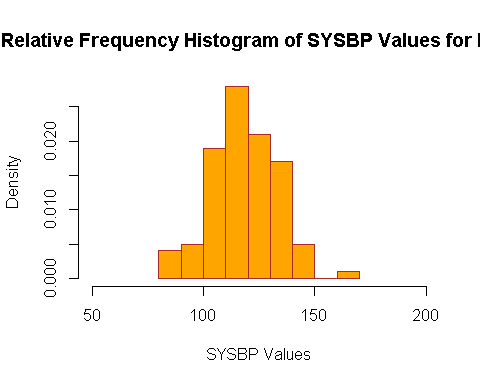 Relative Frequency Histogram of SYSBP Values for
Density
0.000
0.010
0.020
50
100
150
200
SYSBP Values